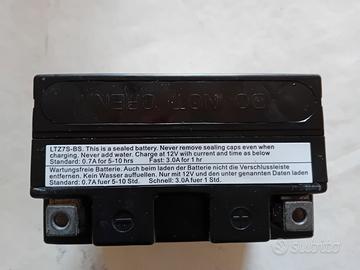 DO NOT OPEN
LTZ7S-BS. This is a sealed battery. Never remove sealing caps even when
charging. Never add water. Charge at 12V with current and time as below
Standard: 0.7A for 5-10 hrs Fast: 3.0A for 1 hr
Wartungsfreie Batterie. Auch beim laden der Batterie nicht die Verschlussleiste
entfernen. Kein Wasser auffuellen. Nur mit 12V und den unter genannten Daten laden
Standard: 0.7A fuer 5-10 Std. Schnell: 3.0A fuer 1 Std.
subito